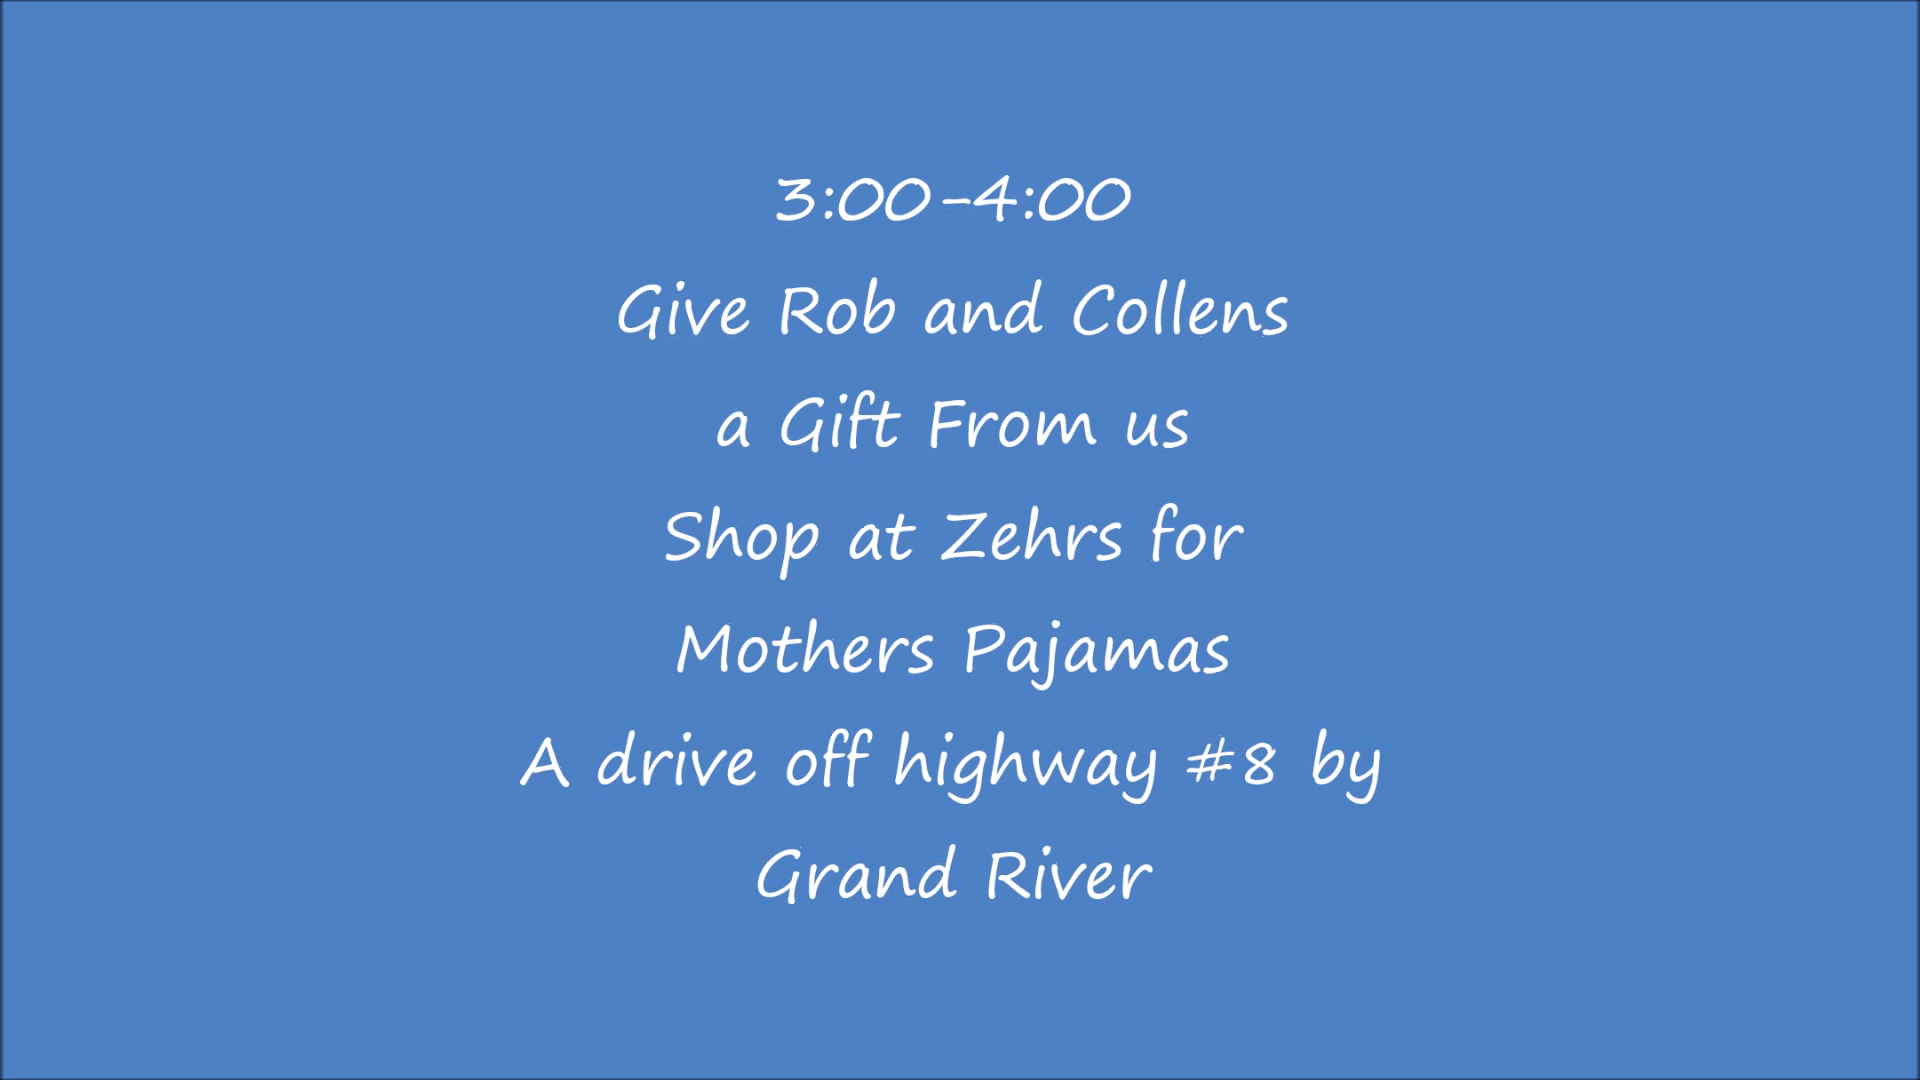 3:00-4:00
Give Rob and Collens
a Gift From us
Shop at Zehrs for
Mothers Pajamas
A drive off highway #8 by
Grand River